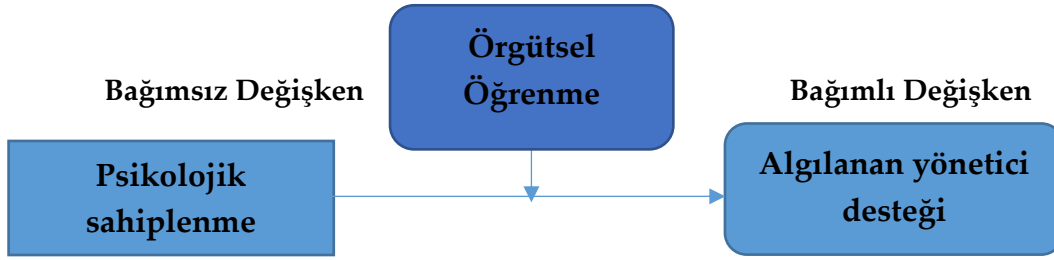 Örgütsel
Öğrenme
Bağımsız Değişken
Bağımlı Değişken
Psikolojik
sahiplenme
Algılanan yönetici
desteği